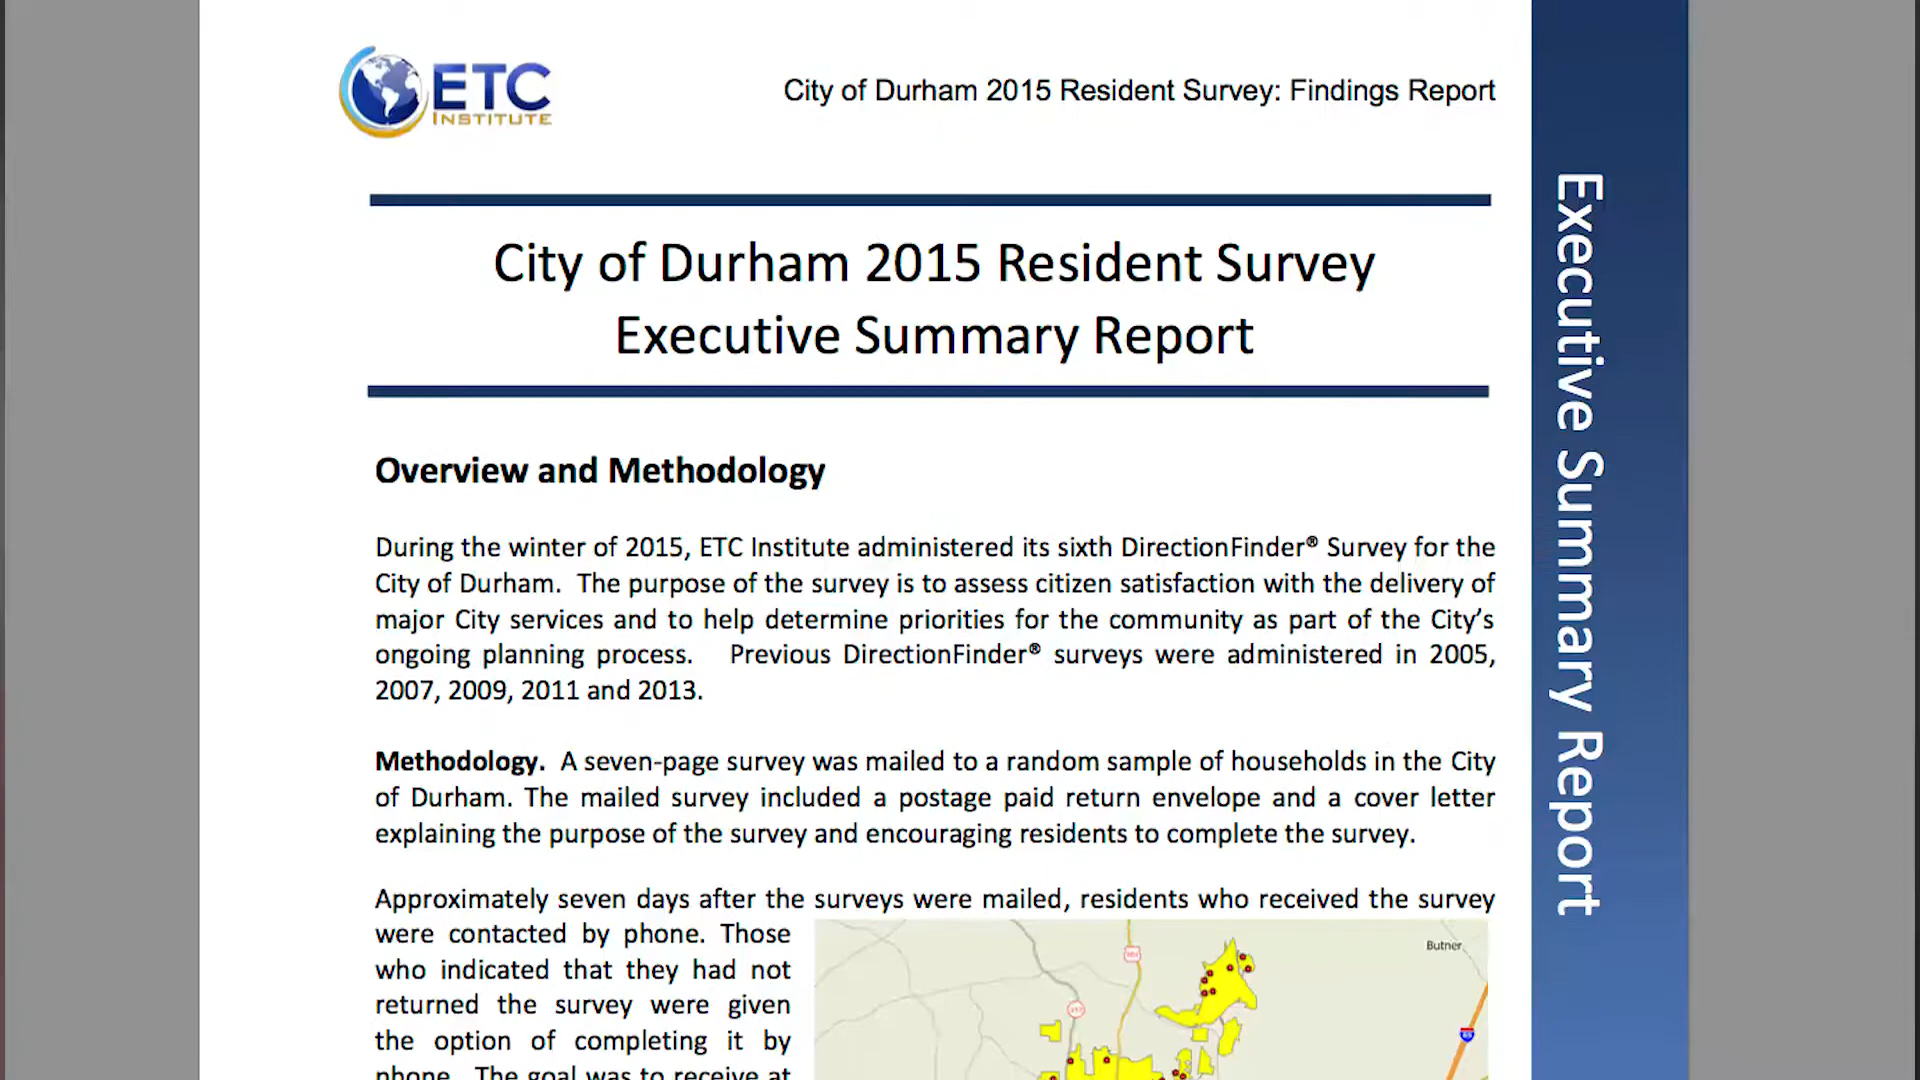 ETC
INSTITUTE
City of Durham 2015 Resident Survey: Findings Report
City of Durham 2015 Resident Survey
Executive Summary Report
Executive Summary Report
Overview and Methodology
During the winter of 2015, ETC Institute administered its sixth DirectionFinder® Survey for the
City of Durham. The purpose of the survey is to assess citizen satisfaction with the delivery of
major City services and to help determine priorities for the community as part of the City’s
ongoing planning process. Previous DirectionFinder® surveys were administered in 2005,
2007, 2009, 2011 and 2013.
Methodology. A seven-page survey was mailed to a random sample of households in the City
of Durham. The mailed survey included a postage paid return envelope and a cover letter
explaining the purpose of the survey and encouraging residents to complete the survey.
Approximately seven days after the surveys were mailed, residents who received the survey
were contacted by phone. Those
who indicated that they had not
returned the survey were given
the option of completing it by
phone. The goal was to receive at
Butner